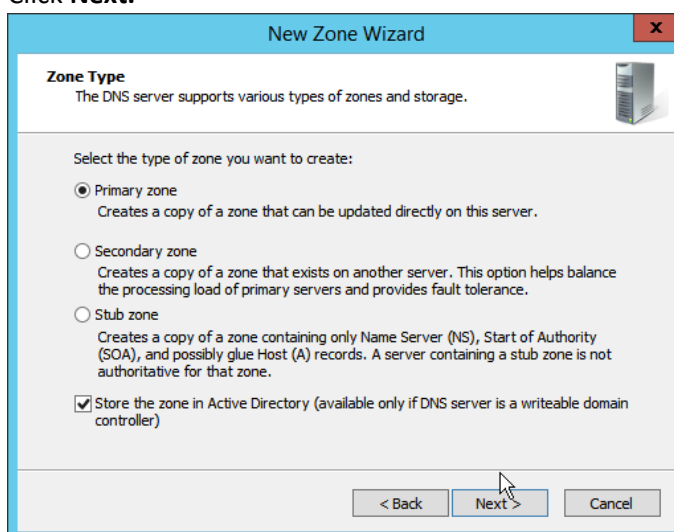 Click Next.
New Zone Wizard
x
Zone Type
The DNS server supports various types of zones and storage.
Select the type of zone you want to create:
Primary zone
Creates a copy of a zone that can be updated directly on this server.
Secondary zone
Creates a copy of a zone that exists on another server. This option helps balance
the processing load of primary servers and provides fault tolerance.
Stub zone
Creates a copy of a zone containing only Name Server (NS), Start of Authority
(SOA), and possibly glue Host (A) records. A server containing a stub zone is not
authoritative for that zone.
Store the zone in Active Directory (available only if DNS server is a writeable domain
controller)
< Back Next > Cancel